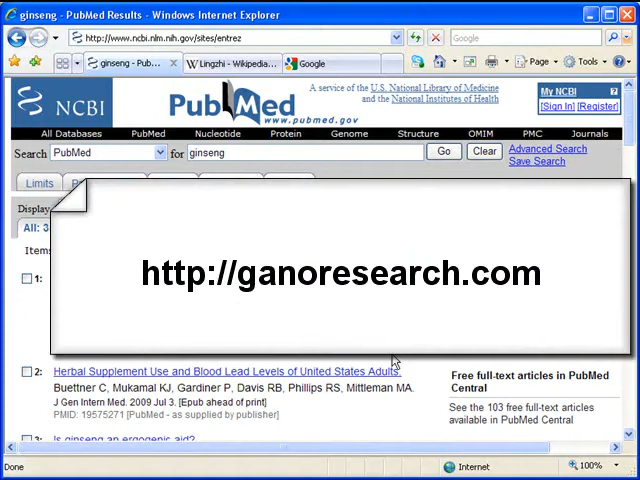 ginseng - PubMed Results - Windows Internet Explorer
http://www.ncbi.nlm.nih.gov/sites/entrez
Google
ginseng - Pub...
Lingzhi - Wikipedia...
Google
Page
Tools
NCBI
PubMed
www.pubmed.gov
A service of the U.S. National Library of Medicine
and the National Institutes of Health
My NCBI
[Sign In] [Register]
All Databases PubMed Nucleotide Protein Genome Structure OMIM PMC Journals
Search PubMed for ginseng Go Clear
Advanced Search
Save Search
Limits
Display
All: 3
Items
http://ganoresearch.com
1:
2: Herbal Supplement Use and Blood Lead Levels of United States Adults.
Buettner C, Mukamal KJ, Gardiner P, Davis RB, Phillips RS, Mittleman MA.
J Gen Intern Med. 2009 Jul 3. [Epub ahead of print]
PMID: 19575271 [PubMed - as supplied by publisher]
Free full-text articles in PubMed
Central
See the 103 free full-text articles
available in PubMed Central
3: Is ginseng an ergogenic aid?
Done
Internet
100%